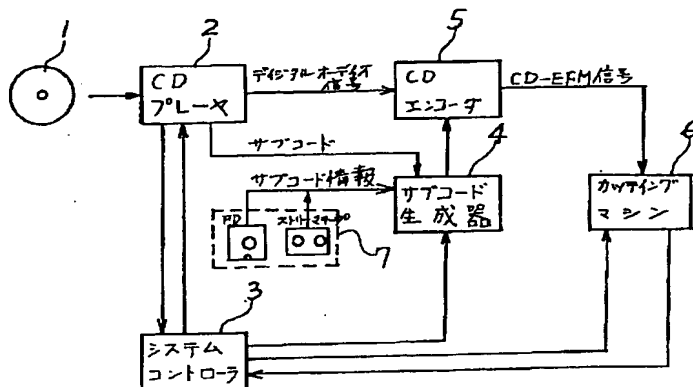 1
2
CD
プレーヤ
ディジタルオーディオ
信号
5
CD
エンコーダ
CD-EFM信号
サブコード
サブコード情報
4
サブコード
生成器
6
カッティング
マシン
FD
ストリーマテープ
7
3
システム
コントローラ